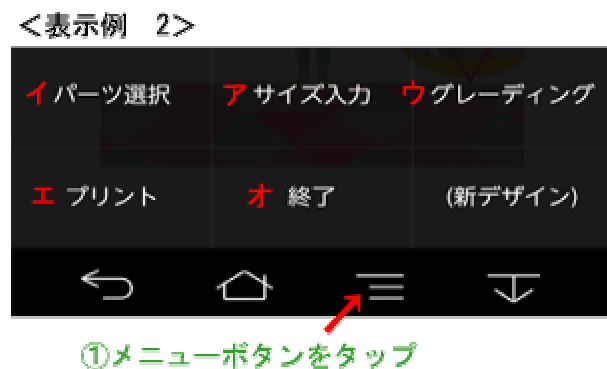 ＜表示例　2＞
イ パーツ選択　ア サイズ入力　ウ グレーディング
エ プリント　オ 終了　(新デザイン)
①メニューボタンをタップ